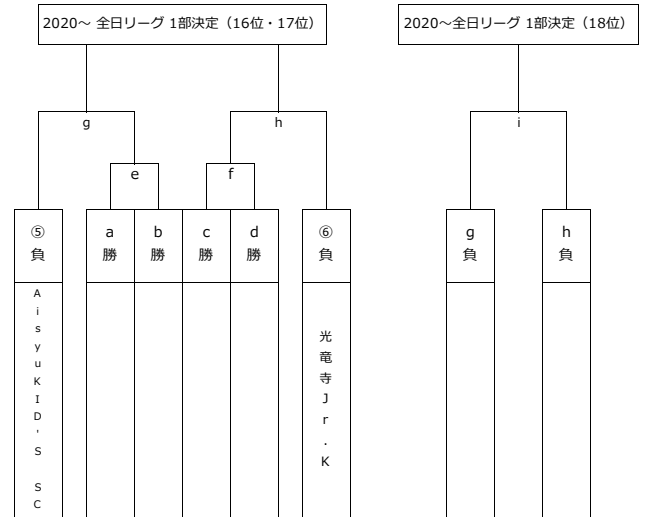 2020～ 全日リーグ 1部決定（16位・17位）
2020～全日リーグ 1部決定（18位）
g
h
i
e
f
⑤
負
a
勝
b
勝
c
勝
d
勝
⑥
負
g
負
h
負
AisyuKID'S SC
光竜寺Jr.K